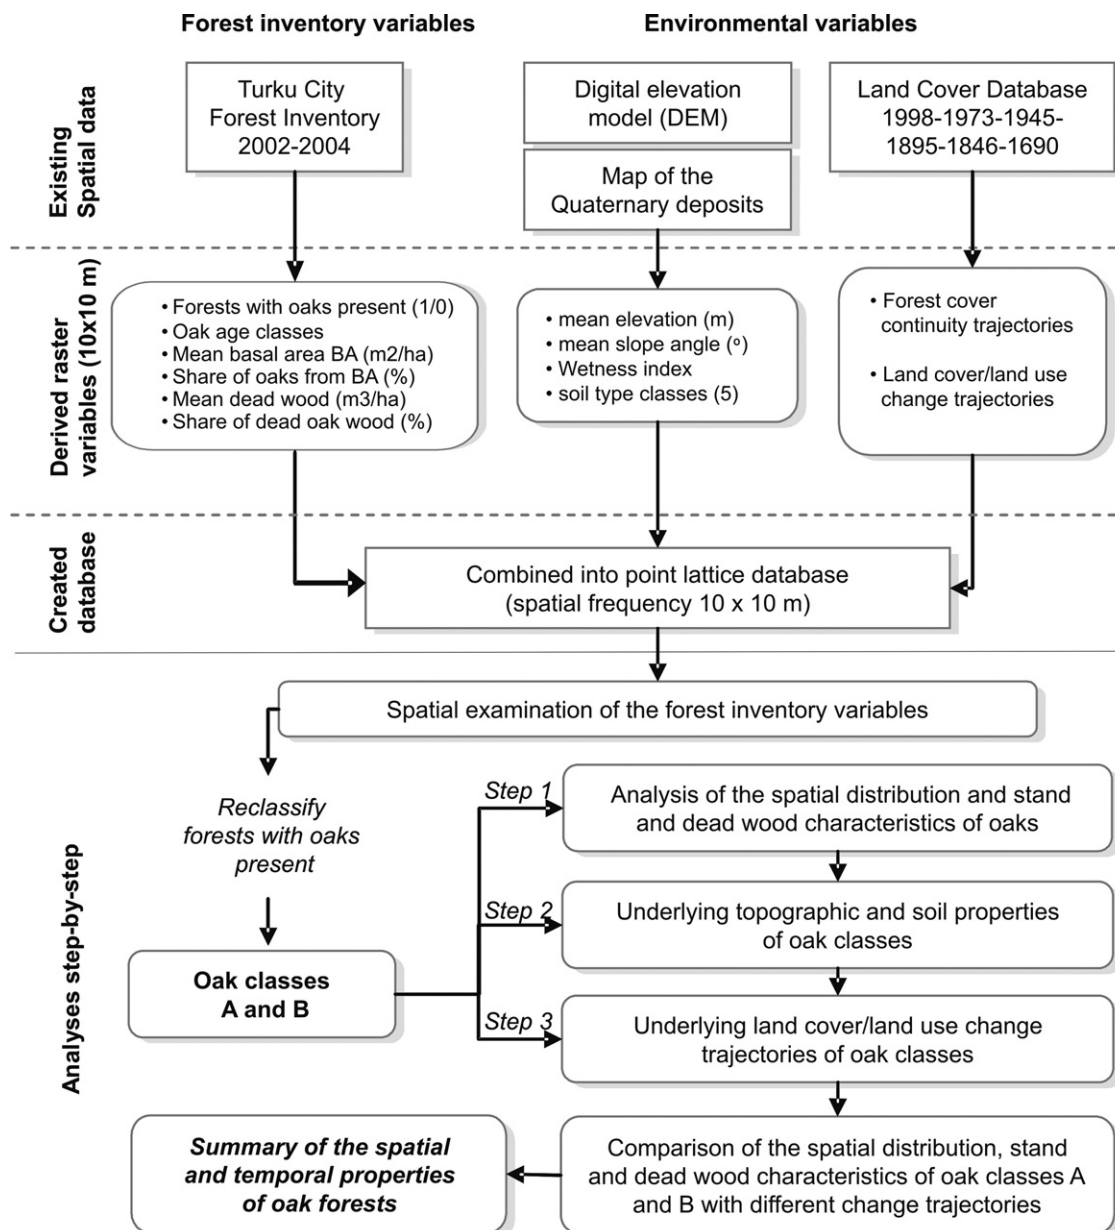 Forest inventory variables
Environmental variables
Existing
Spatial data
Turku City
Forest Inventory
2002-2004
Digital elevation
model (DEM)
Map of the
Quaternary deposits
Land Cover Database
1998-1973-1945-
1895-1846-1690
Derived raster
variables (10x10 m)
• Forests with oaks present (1/0)
• Oak age classes
• Mean basal area BA (m2/ha)
• Share of oaks from BA (%)
• Mean dead wood (m3/ha)
• Share of dead oak wood (%)
• mean elevation (m)
• mean slope angle (º)
• Wetness index
• soil type classes (5)
• Forest cover
continuity trajectories
• Land cover/land use
change trajectories
Created
database
Combined into point lattice database
(spatial frequency 10 x 10 m)
Analyses step-by-step
Spatial examination of the forest inventory variables
Reclassify
forests with oaks
present
Oak classes
A and B
Step 1
Analysis of the spatial distribution and stand
and dead wood characteristics of oaks
Step 2
Underlying topographic and soil properties
of oak classes
Step 3
Underlying land cover/land use change
trajectories of oak classes
Comparison of the spatial distribution, stand
and dead wood characteristics of oak classes A
and B with different change trajectories
Summary of the spatial
and temporal properties
of oak forests